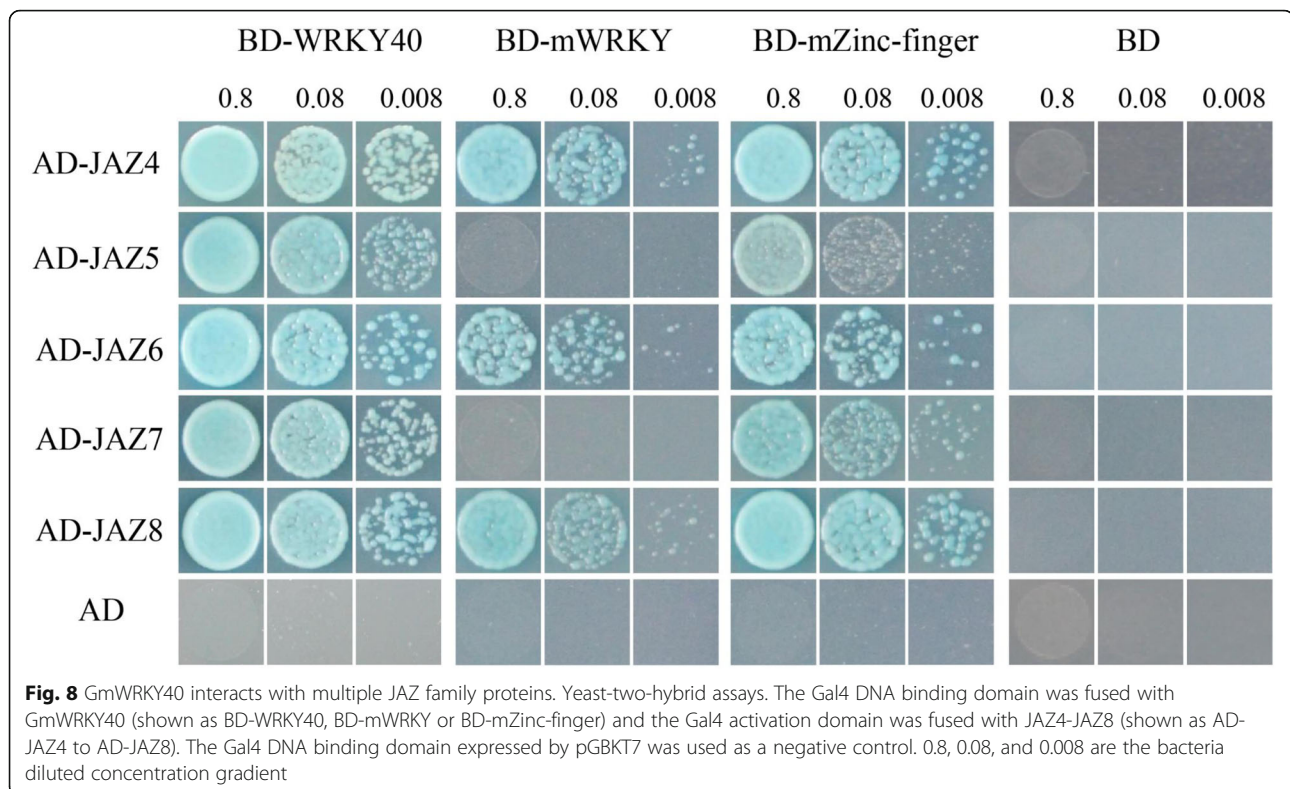 BD-WRKY40 BD-mWRKY BD-mZinc-finger BD
0.8 0.08 0.008 0.8 0.08 0.008 0.8 0.08 0.008 0.8 0.08 0.008
AD-JAZ4
AD-JAZ5
AD-JAZ6
AD-JAZ7
AD-JAZ8
AD
Fig. 8 GmWRKY40 interacts with multiple JAZ family proteins. Yeast-two-hybrid assays. The Gal4 DNA binding domain was fused with
GmWRKY40 (shown as BD-WRKY40, BD-mWRKY or BD-mZinc-finger) and the Gal4 activation domain was fused with JAZ4-JAZ8 (shown as AD-
JAZ4 to AD-JAZ8). The Gal4 DNA binding domain expressed by pGBKT7 was used as a negative control. 0.8, 0.08, and 0.008 are the bacteria
diluted concentration gradient